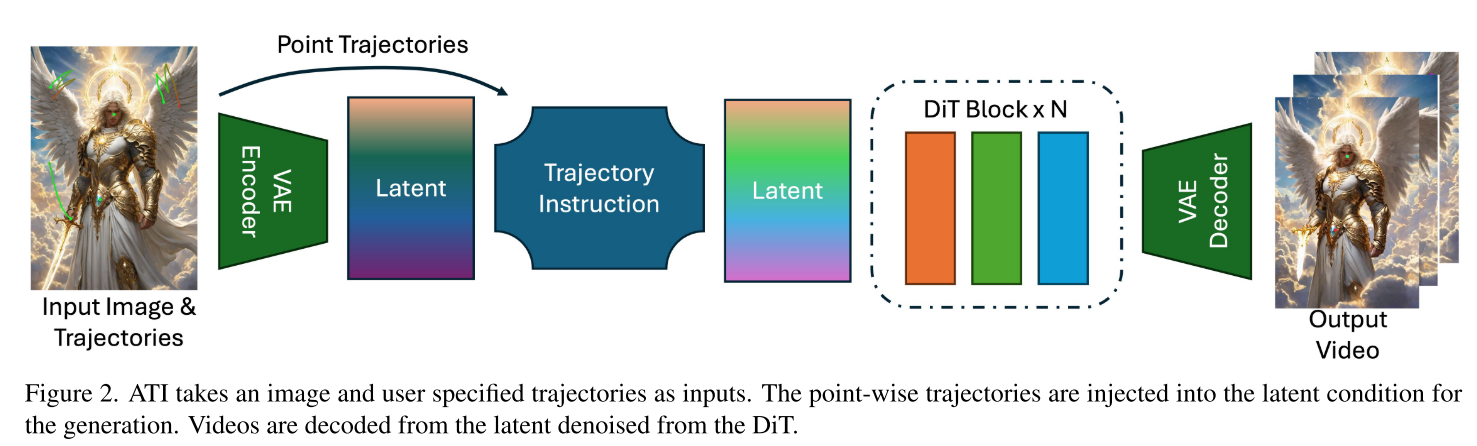 Point Trajectories
VAE
Encoder
Latent
Trajectory
Instruction
Latent
DiT Block x N
VAE
Decoder
Input Image &
Trajectories
Output
Video
Figure 2. ATI takes an image and user specified trajectories as inputs. The point-wise trajectories are injected into the latent condition for
the generation. Videos are decoded from the latent denoised from the DiT.